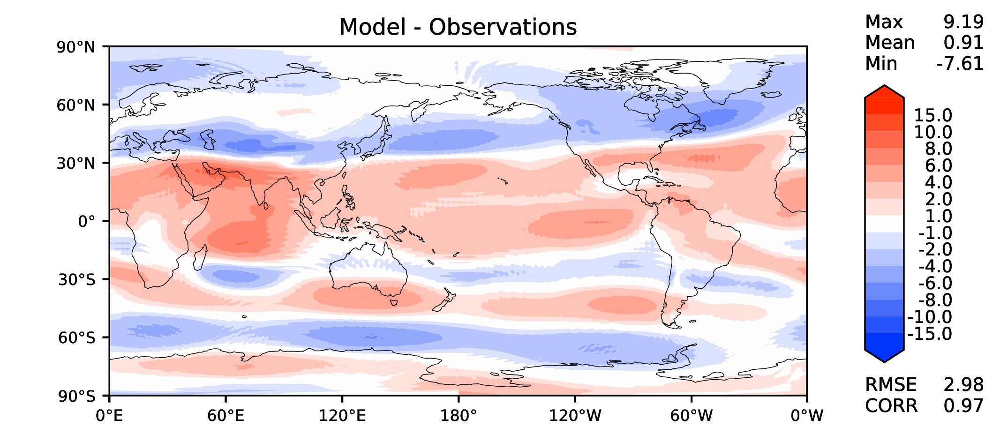 Model - Observations
Max 9.19
Mean 0.91
Min -7.61
90°N
60°N
30°N
0°
30°S
60°S
90°S
0°E 60°E 120°E 180° 120°W 60°W 0°W
15.0
10.0
8.0
6.0
4.0
2.0
1.0
-1.0
-2.0
-4.0
-6.0
-8.0
-10.0
-15.0
RMSE 2.98
CORR 0.97